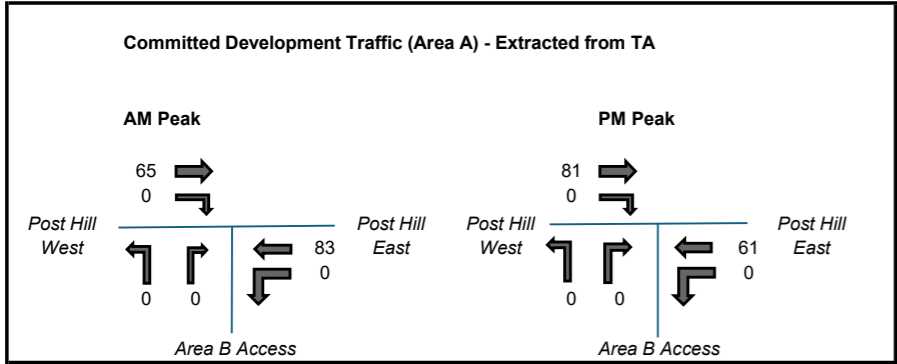 Committed Development Traffic (Area A) - Extracted from TA
AM Peak
65
0
Post Hill
West
83
0
Post Hill
East
0 0
Area B Access
PM Peak
81
0
Post Hill
West
61
0
Post Hill
East
0 0
Area B Access